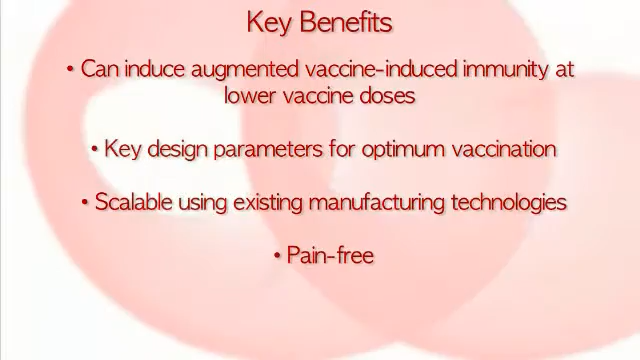 Key Benefits
• Can induce augmented vaccine-induced immunity at
lower vaccine doses
• Key design parameters for optimum vaccination
• Scalable using existing manufacturing technologies
• Pain-free